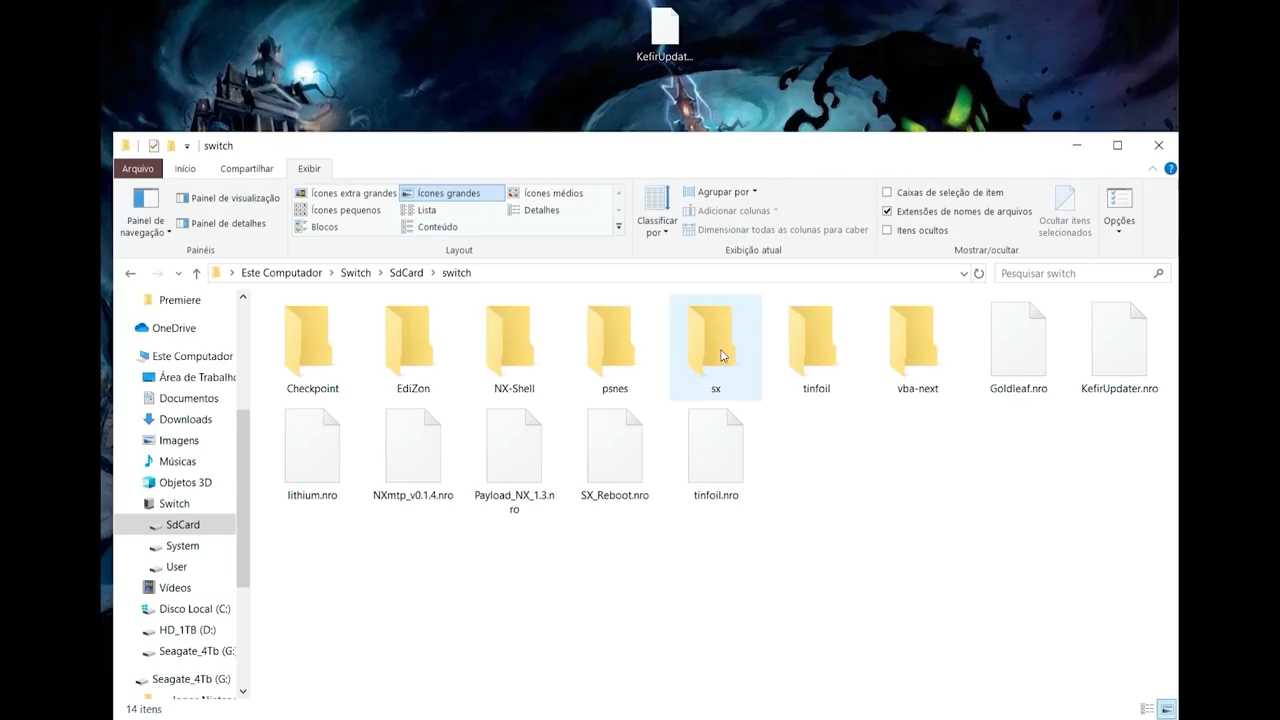 KefirUpdat...
switch
Arquivo Início Compartilhar Exibir
Painel de navegação
Painel de visualização
Painel de detalhes
Painéis
Ícones extra grandes Ícones grandes Ícones médios
Ícones pequenos Lista Detalhes
Blocos Conteúdo
Layout
Classificar por
Agrupar por
Adicionar colunas
Dimensionar todas as colunas para caber
Exibição atual
Caixas de seleção de item
Extensões de nomes de arquivos
Itens ocultos
Ocultar itens selecionados
Mostrar/ocultar
Opções
Este Computador > Switch > SdCard > switch
Pesquisar switch
Premiere
OneDrive
Este Computador
Área de Trabalho
Documentos
Downloads
Imagens
Músicas
Objetos 3D
Switch
SdCard
System
User
Vídeos
Disco Local (C:)
HD_1TB (D:)
Seagate_4Tb (G:
Seagate_4Tb (G:)
Checkpoint EdiZon NX-Shell psnes sx tinfoil vba-next Goldleaf.nro KefirUpdater.nro
lithium.nro NXmtp_v0.1.4.nro Payload_NX_1.3.n
ro
SX_Reboot.nro tinfoil.nro
14 itens